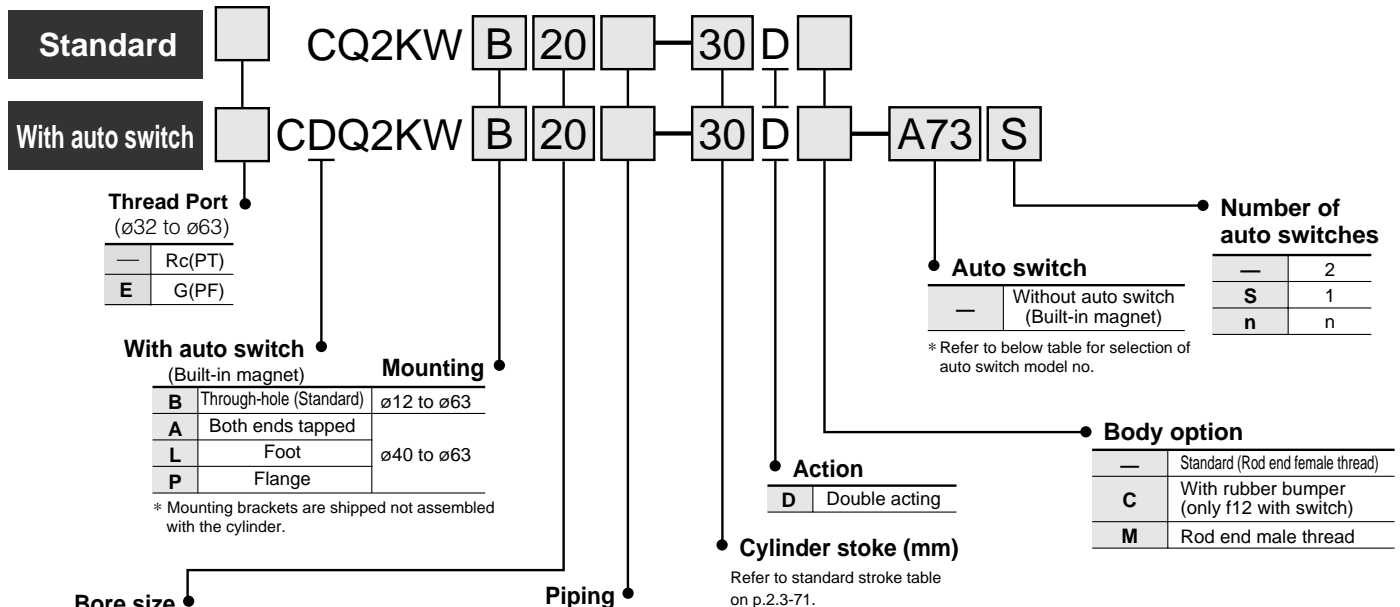 Standard CQ2KW B 20 — 30 D
With auto switch CDQ2KW B 20 — 30 D — A73 S
Thread Port
(ø32 to ø63)
— Rc(PT)
E G(PF)
With auto switch
(Built-in magnet)
Mounting
B Through-hole (Standard) ø12 to ø63
A Both ends tapped
L Foot ø40 to ø63
P Flange
* Mounting brackets are shipped not assembled
with the cylinder.
Bore size
Piping
Cylinder stoke (mm)
Refer to standard stroke table
on p.2.3-71.
Action
D Double acting
Auto switch
— Without auto switch
(Built-in magnet)
* Refer to below table for selection of
auto switch model no.
Number of
auto switches
— 2
S 1
n n
Body option
— Standard (Rod end female thread)
C With rubber bumper
(only f12 with switch)
M Rod end male thread